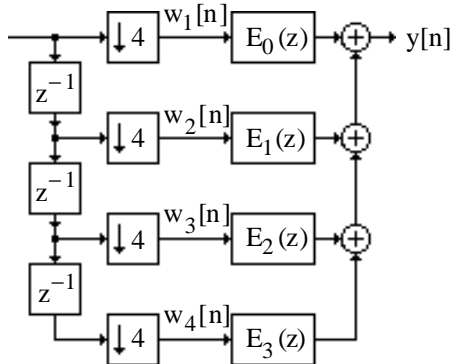 ↓4 w₁[n] E₀(z) + y[n]
z⁻¹
↓4 w₂[n] E₁(z) +
z⁻¹
↓4 w₃[n] E₂(z) +
z⁻¹
↓4 w₄[n] E₃(z)